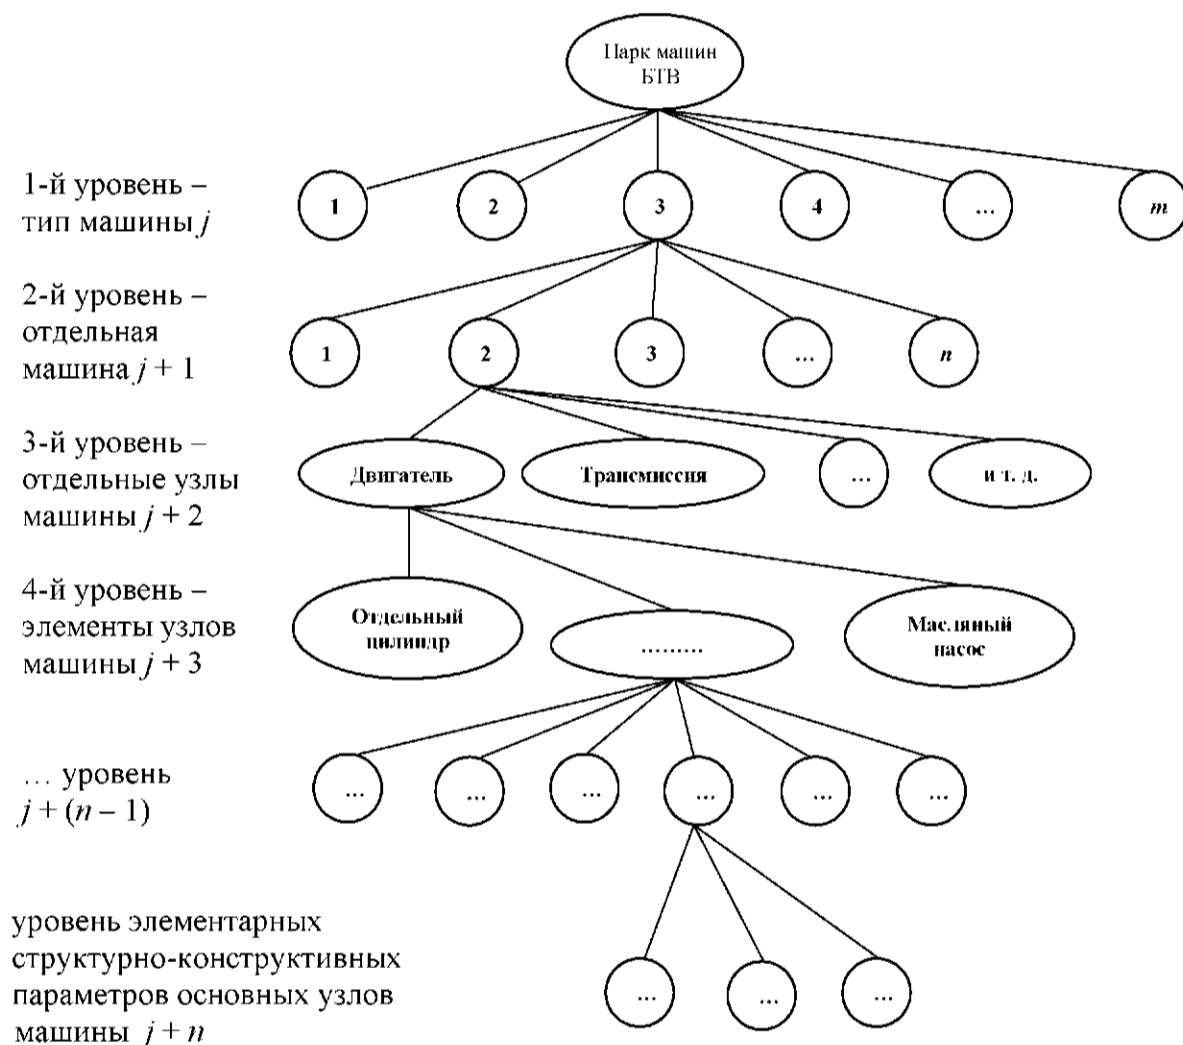 Парк машин
БТВ
1-й уровень –
тип машины j
1 2 3 4 ... m
2-й уровень –
отдельная
машина j + 1
1 2 3 ... n
3-й уровень –
отдельные узлы
машины j + 2
Двигатель Трансмиссия ... и т. д.
4-й уровень –
элементы узлов
машины j + 3
Отдельный
цилиндр
.........
Масляный
насос
... уровень
j + (n – 1)
... ... ... ... ... ...
уровень элементарных
структурно-конструктивных
параметров основных узлов
машины j + n
... ... ...